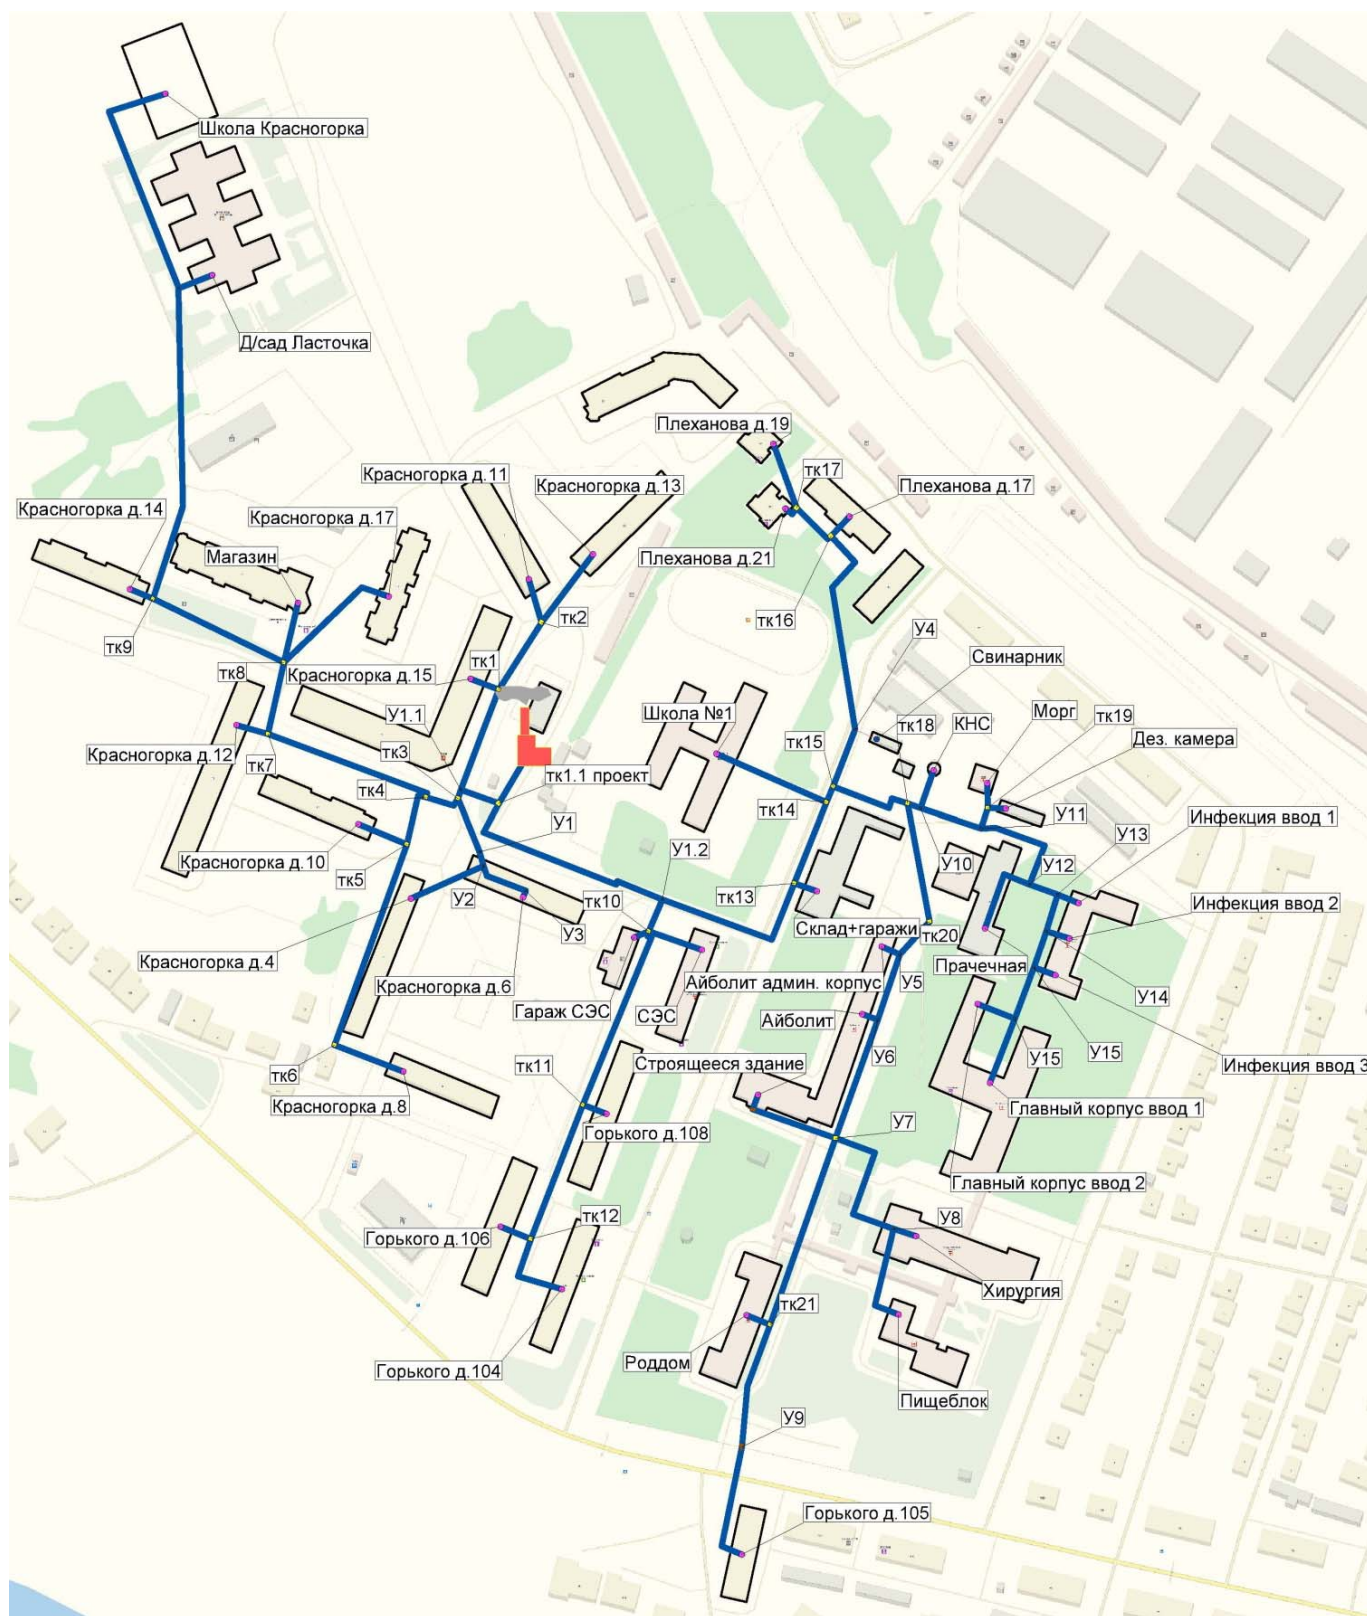 Школа Красногорка
Д/сад Ласточка
Плеханова д.19
Красногорка д.11
Красногорка д.13
тк17
Плеханова д.17
Красногорка д.14
Красногорка д.17
Магазин
Плеханова д.21
тк16
тк2
У4
тк9
тк8
Красногорка д.15
тк1
Свинарник
У1.1
Школа №1
тк18
КНС
Морг
тк19
тк3
тк15
Дез. камера
Красногорка д.12
тк7
тк1.1 проект
тк4
тк14
У11
У13
Инфекция ввод 1
Красногорка д.10
У1
У1.2
У10
У12
тк5
У2
тк10
тк13
Инфекция ввод 2
У3
Склад+гаражи
тк20
Красногорка д.4
Прачечная
Красногорка д.6
Гараж СЭС
СЭС
Айболит админ. корпус
У5
У14
Айболит
У6
У15
У15
тк6
тк11
Строящееся здание
Инфекция ввод 3
Красногорка д.8
Горького д.108
У7
Главный корпус ввод 1
Главный корпус ввод 2
тк12
У8
Горького д.106
Хирургия
тк21
Роддом
Горького д.104
Пищеблок
У9
Горького д.105